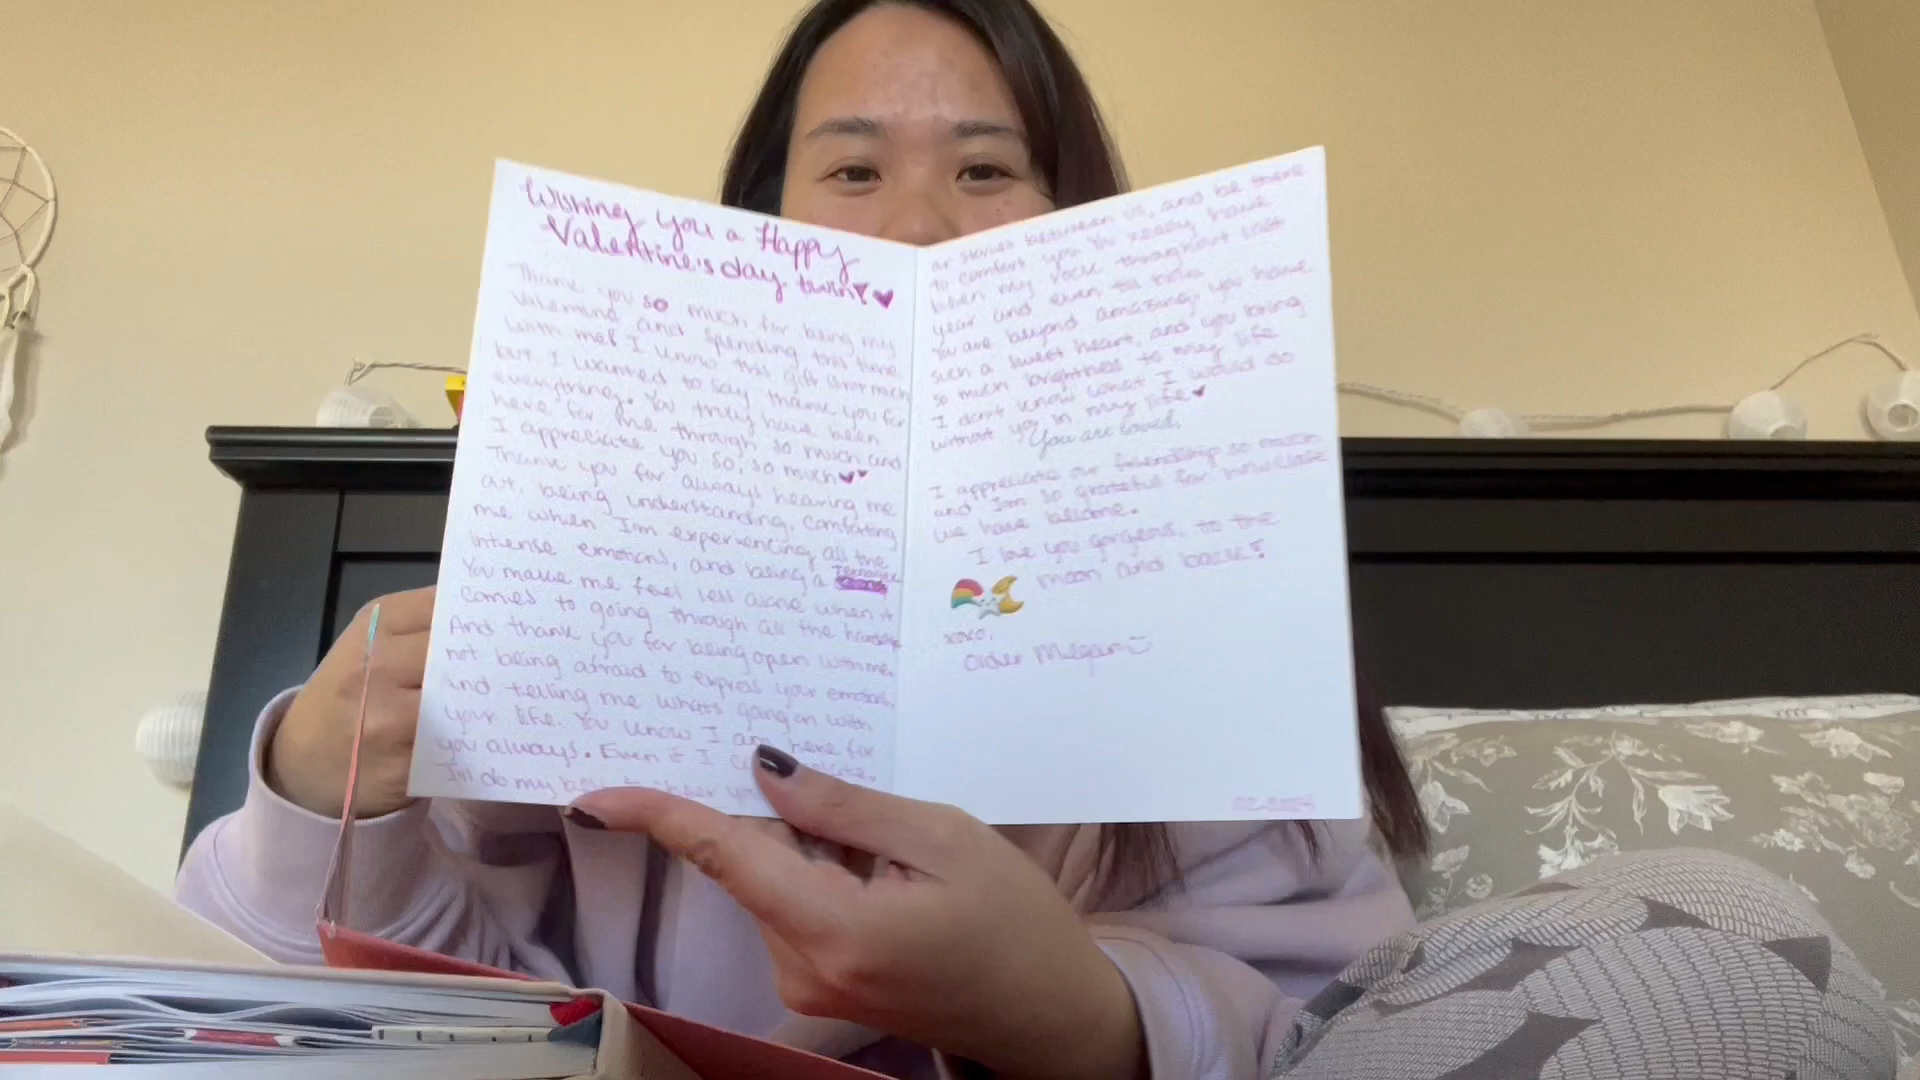 Wishing you a Happy
Valentine's day twin! ♥
Thank you so much for being my
Valentine and spending this time
with me! I know this gift isn't much
but I wanted to say thank you for
everything. You truly have been
here for me through so much and
I appreciate you so, so much ♥♥
Thank you for always hearing me
out, being understanding, comforting
me when I'm experiencing all the
intense emotions, and being a teenager
You make me feel less alone when it
comes to going through all the
And thank you for being open with me,
not being afraid to express your emotions,
and telling me what's going on with
your life. You know I am here for
you always. Even if I
I'll do my best to
or stories between us, and be there
to comfort you. You really have
been my rock throughout last
year and even till now.
You are beyond amazing, you have
such a sweet heart, and you bring
so much brightness to my life
I don't know what I would do
without you in my life ♥
You are loved.
I appreciate our friendship so much
and I'm so grateful for how close
we have become.
I love you gorgeous, to the
moon and back!
xoxo,
Older Megan